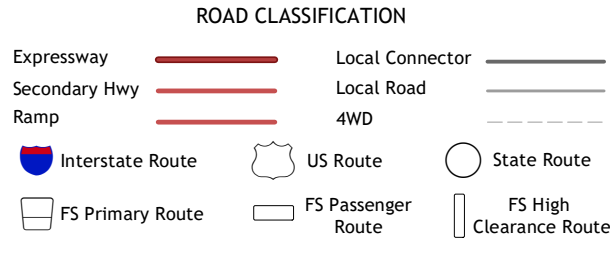 ROAD CLASSIFICATION
Expressway
Local Connector
Secondary Hwy
Local Road
Ramp
4WD
Interstate Route
US Route
State Route
FS Primary Route
FS Passenger
Route
FS High
Clearance Route